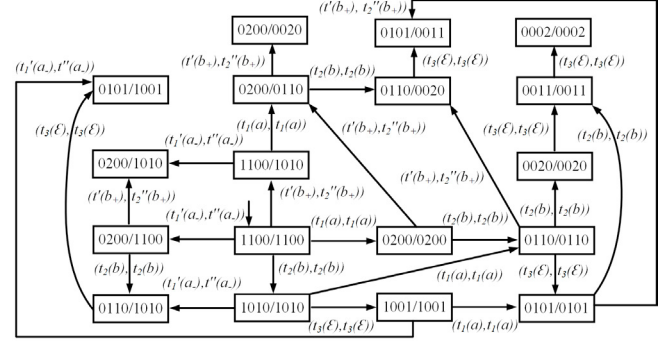 (t'(b₊), t₂''(b₊))
0200/0020
0101/0011
0002/0002
(t₁'(a₋),t''(a₋))
(t'(b₊),t₂''(b₊))
(t₂(b),t₂(b))
(t₃(ℰ),t₃(ℰ))
(t₃(ℰ),t₃(ℰ))
0101/1001
0200/0110
0110/0020
0011/0011
(t₃(ℰ),t₃(ℰ))
(t₁(a),t₁(a))
(t'(b₊),t₂''(b₊))
(t₃(ℰ),t₃(ℰ))
(t₂(b),t₂(b))
(t₁'(a₋),t''(a₋))
0200/1010
1100/1010
0020/0020
(t'(b₊),t₂''(b₊))
(t'(b₊),t₂''(b₊))
(t'(b₊),t₂''(b₊))
(t₁'(a₋),t''(a₋))
(t₁(a),t₁(a))
(t₂(b),t₂(b))
(t₂(b),t₂(b))
0200/1100
1100/1100
0200/0200
0110/0110
(t₂(b),t₂(b))
(t₂(b),t₂(b))
(t₁(a),t₁(a))
(t₃(ℰ),t₃(ℰ))
(t₁'(a₋),t''(a₋))
0110/1010
1010/1010
1001/1001
0101/0101
(t₃(ℰ),t₃(ℰ))
(t₁(a),t₁(a))